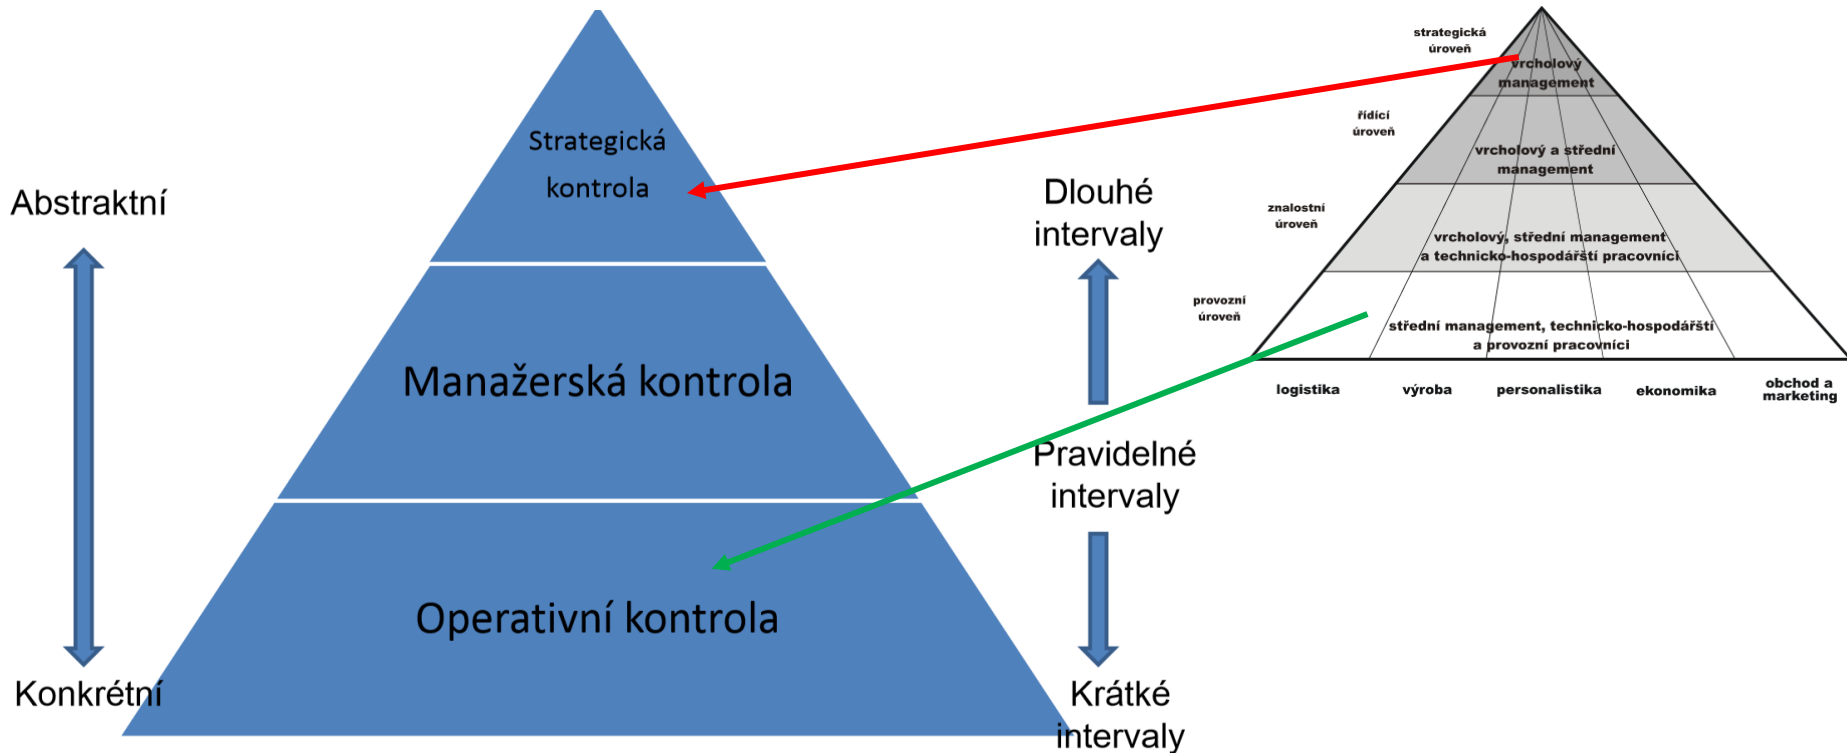 Abstraktní
Konkrétní
Strategická
kontrola
Manažerská kontrola
Operativní kontrola
Dlouhé
intervaly
Pravidelné
intervaly
Krátké
intervaly
strategická
úroveň
vrcholový
management
řídící
úroveň
vrcholový a střední
management
znalostní
úroveň
vrcholový, střední management
a technicko-hospodářští pracovníci
provozní
úroveň
střední management, technicko-hospodářští
a provozní pracovníci
logistika
výroba
personalistika
ekonomika
obchod a
marketing